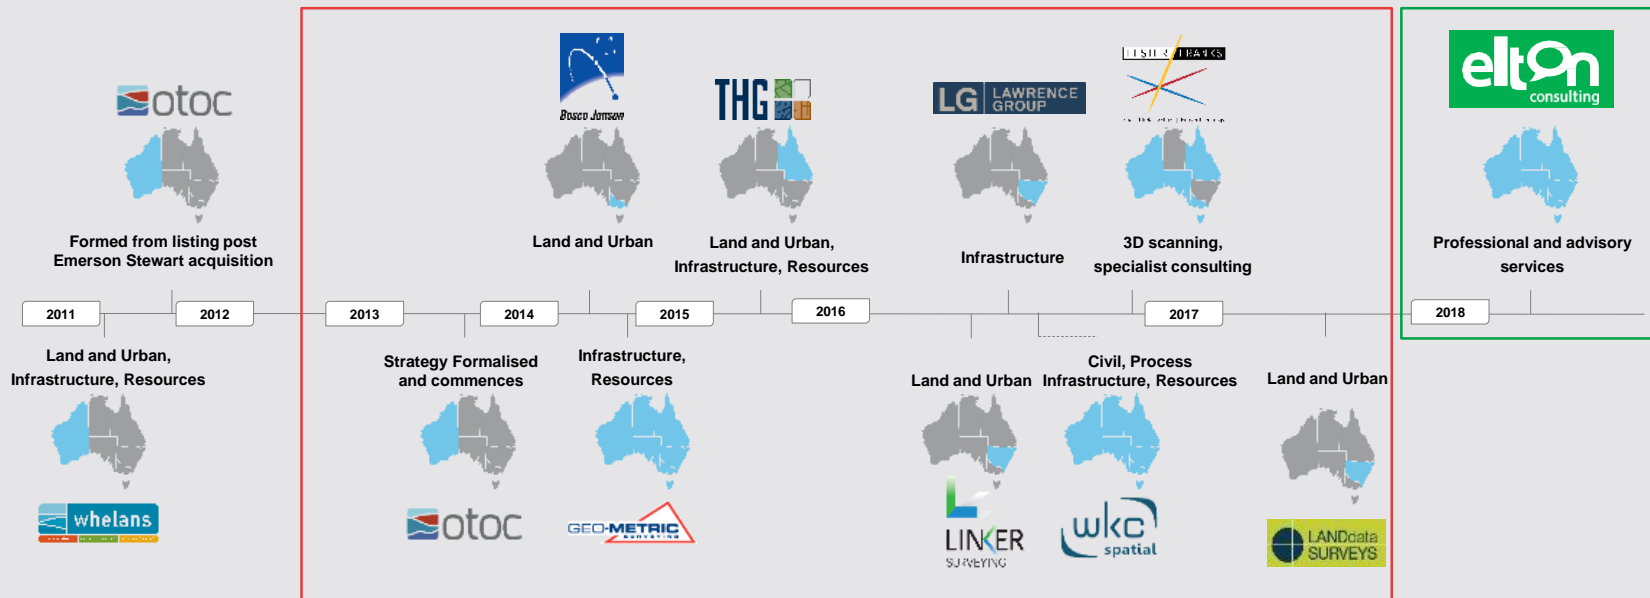 otoc
Bosco Jonson
THG
LG LAWRENCE
GROUP
LESTER FRANKS
elton
consulting
Formed from listing post
Emerson Stewart acquisition
Land and Urban
Land and Urban,
Infrastructure, Resources
Infrastructure
3D scanning,
specialist consulting
Professional and advisory
services
2011
2012
2013
2014
2015
2016
2017
2018
Land and Urban,
Infrastructure, Resources
Strategy Formalised
and commences
Infrastructure,
Resources
Land and Urban
Civil, Process
Infrastructure, Resources
Land and Urban
whelans
otoc
GEO-METRIC
SURVEYING
LINKER
SURVEYING
wkc
spatial
LANDdata
SURVEYS